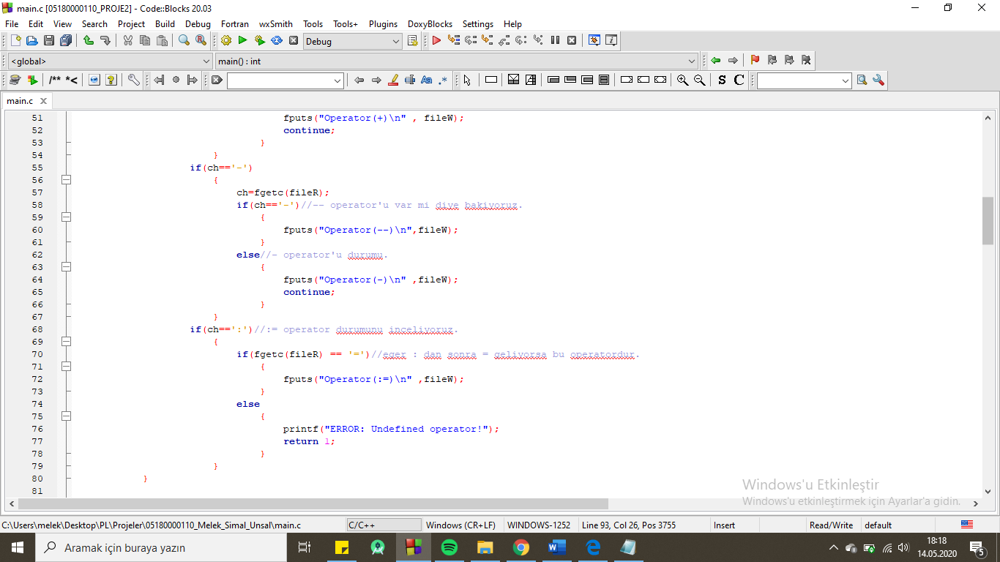 main.c [05180000110_PROJE2] - Code::Blocks 20.03
File Edit View Search Project Build Debug Fortran wxSmith Tools Tools+ Plugins DoxyBlocks Settings Help
Debug
<global> main() : int
/** *< Aa .* S C
main.c
51 fputs("Operator(+)\n" , fileW);
52 continue;
53 }
54 }
55 if(ch=='-')
56 {
57 ch=fgetc(fileR);
58 if(ch=='-')//-- operator'u var mi diye bakiyoruz.
59 {
60 fputs("Operator(--)\n",fileW);
61 }
62 else//- operator'u durumu.
63 {
64 fputs("Operator(-)\n" ,fileW);
65 continue;
66 }
67 }
68 if(ch==':')//:= operator durumunu inceliyoruz.
69 {
70 if(fgetc(fileR) == '=')//eger : dan sonra = geliyorsa bu operatordur.
71 {
72 fputs("Operator(:=)\n" ,fileW);
73 }
74 else
75 {
76 printf("ERROR: Undefined operator!");
77 return 1;
78 }
79 }
80 }
81
Windows'u Etkinleştir
Windows'u etkinleştirmek için Ayarlar'a gidin.
C:\Users\melek\Desktop\PL\Projeler\05180000110_Melek_Simal_Unsal\main.c C/C++ Windows (CR+LF) WINDOWS-1252 Line 93, Col 26, Pos 3755 Insert Read/Write default
Aramak için buraya yazın
18:18
14.05.2020
5